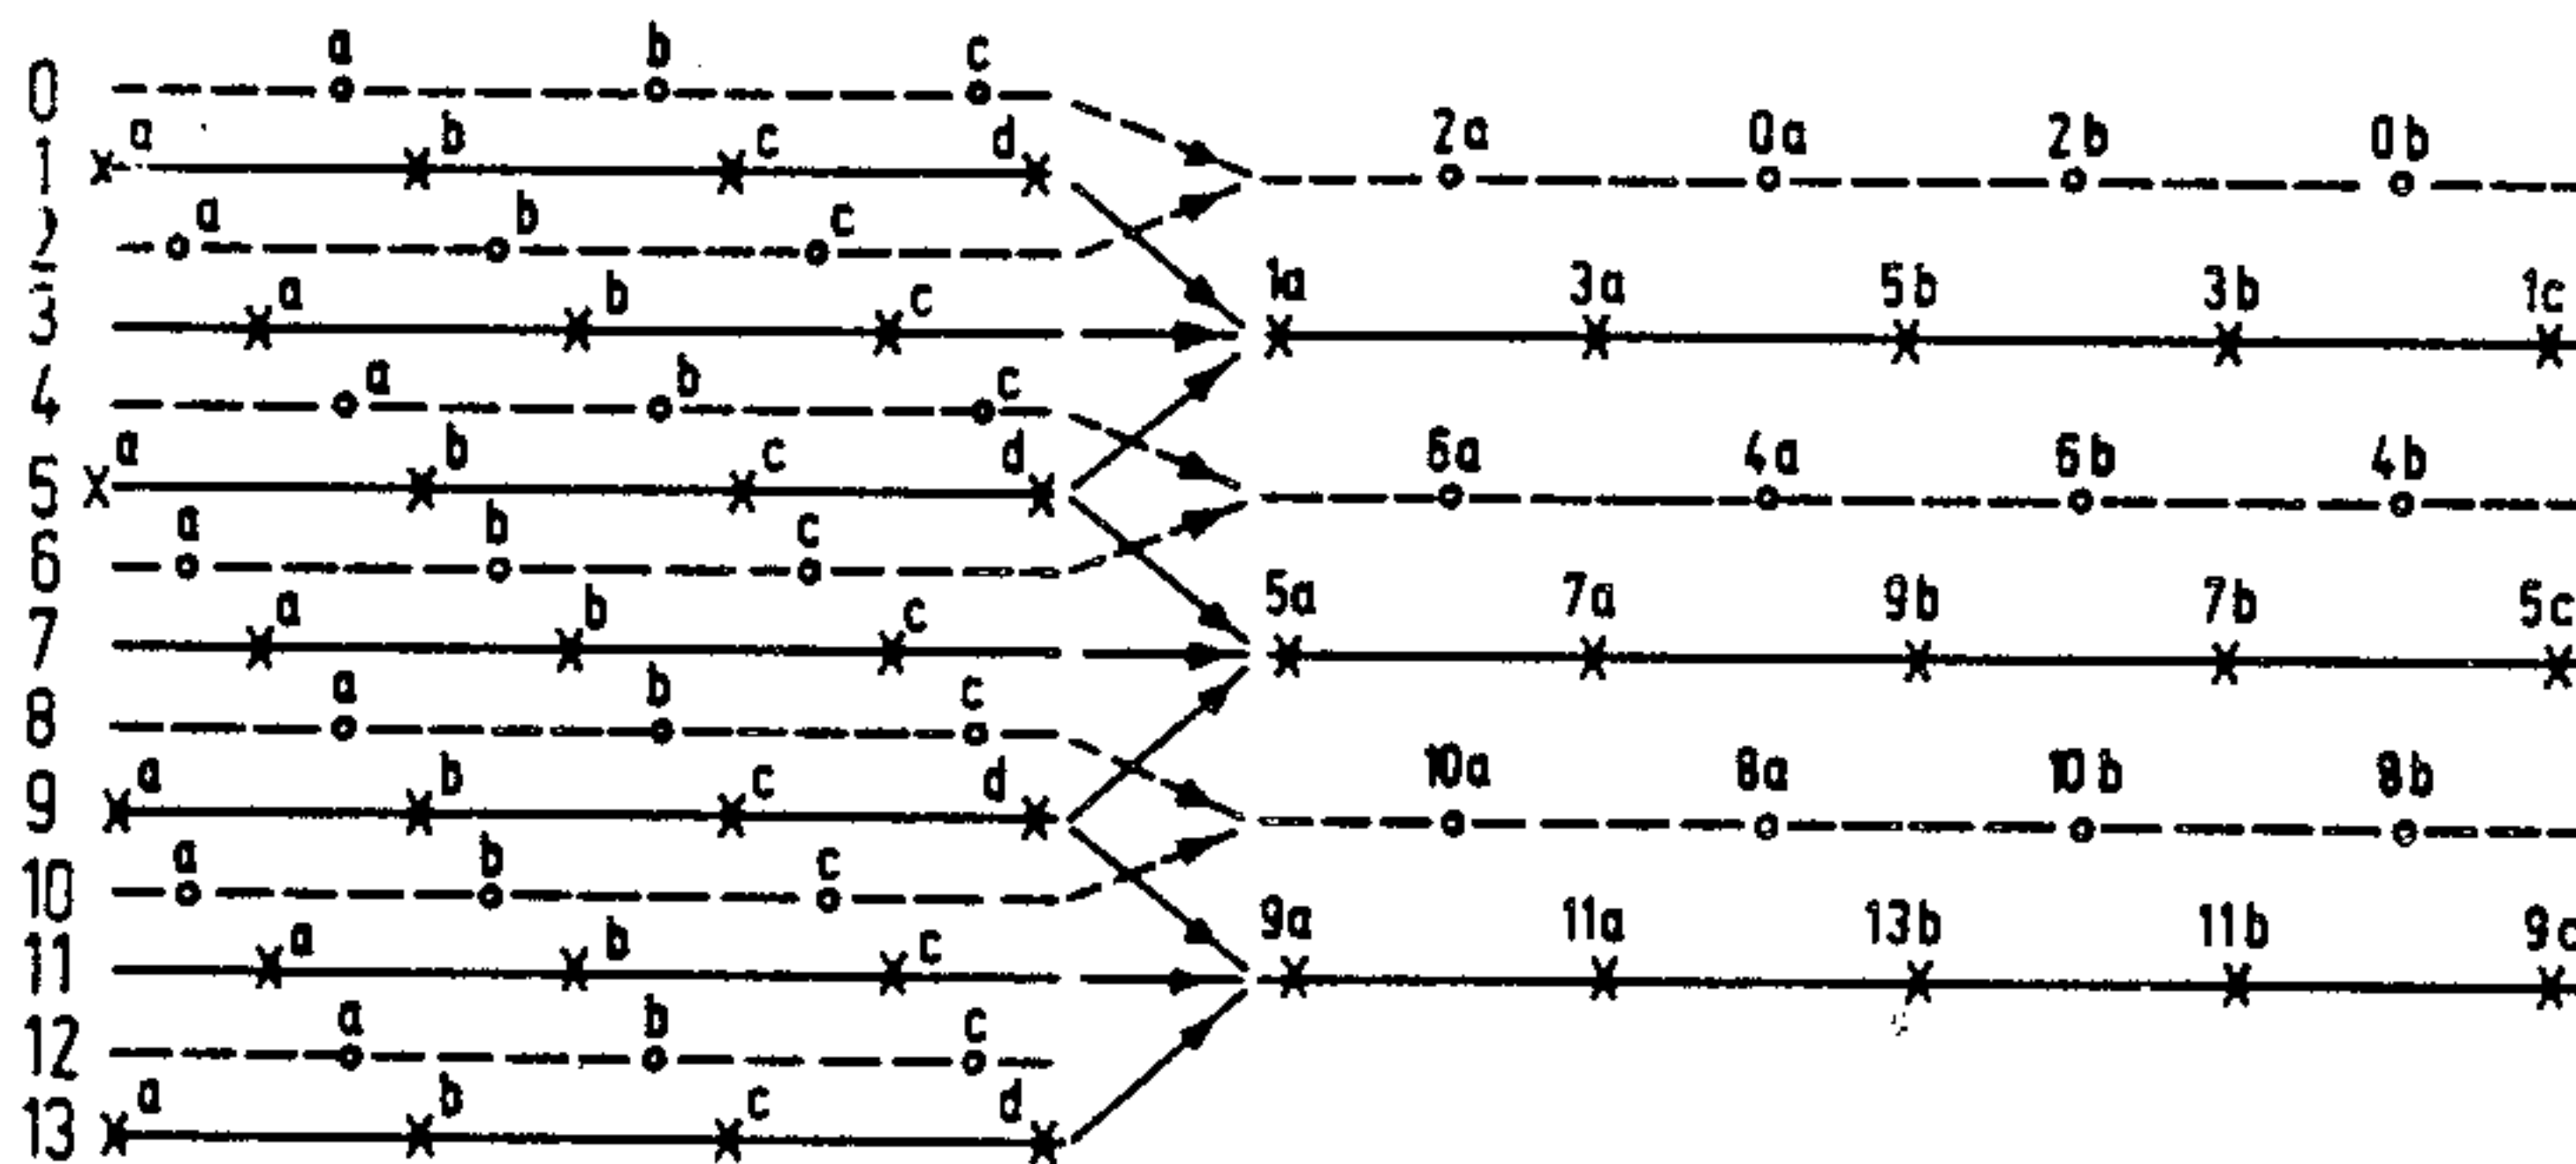 0 a b c
1 a b c d
2 a b c
3 a b c
4 a b c
5 a b c d
6 a b c
7 a b c
8 a b c
9 a b c d
10 a b c
11 a b c
12 a b c
13 a b c d
2a 0a 2b 0b
1a 3a 5b 3b 1c
6a 4a 6b 4b
5a 7a 9b 7b 5c
10a 8a 10b 8b
9a 11a 13b 11b 9c